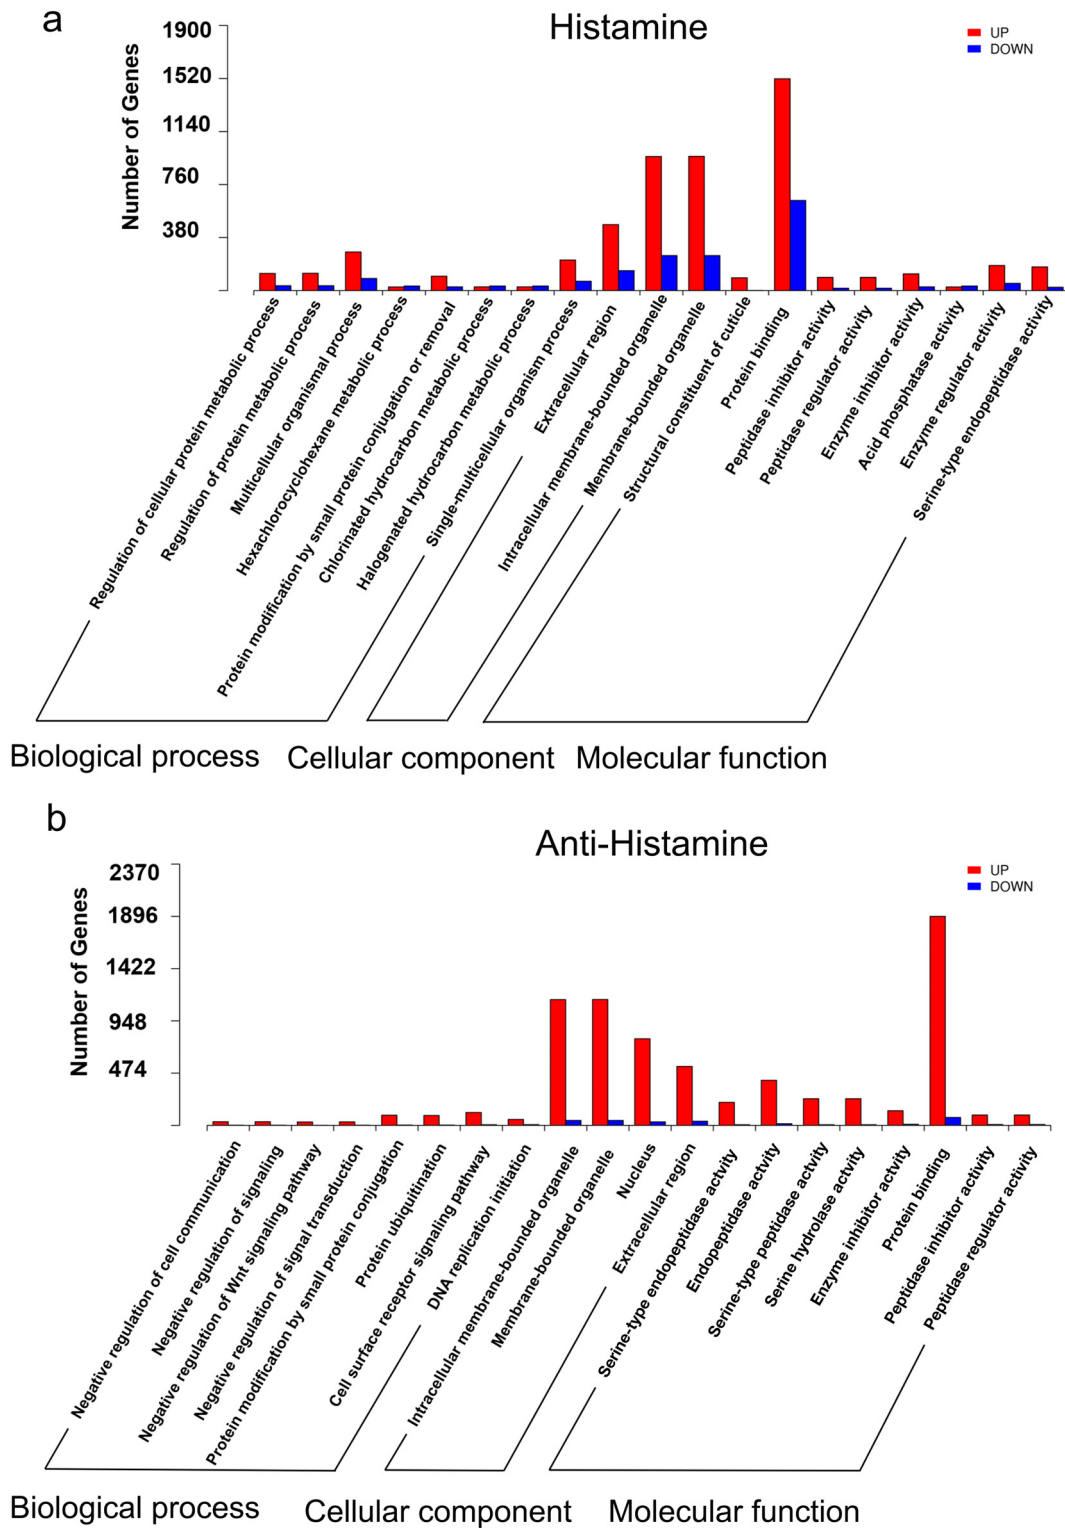 a
Histamine
UP
DOWN
Number of Genes
1900
1520
1140
760
380
Regulation of cellular protein metabolic process
Regulation of protein metabolic process
Multicellular organismal process
Hexachlorocyclohexane metabolic process
Protein modification by small protein conjugation or removal
Chlorinated hydrocarbon metabolic process
Halogenated hydrocarbon metabolic process
Single-multicellular organism process
Extracellular region
Intracellular membrane-bounded organelle
Membrane-bounded organelle
Structural constituent of cuticle
Protein binding
Peptidase inhibitor activity
Peptidase regulator activity
Enzyme inhibitor activity
Acid phosphatase activity
Enzyme regulator activity
Serine-type endopeptidase activity
Biological process
Cellular component
Molecular function
b
Anti-Histamine
UP
DOWN
Number of Genes
2370
1896
1422
948
474
Negative regulation of cell communication
Negative regulation of signaling
Negative regulation of Wnt signaling pathway
Negative regulation of signal transduction
Protein modification by small protein conjugation
Protein ubiquitination
Cell surface receptor signaling pathway
DNA replication initiation
Intracellular membrane-bounded organelle
Membrane-bounded organelle
Nucleus
Extracellular region
Serine-type endopeptidase actvity
Endopeptidase actvity
Serine-type peptidase actvity
Serine hydrolase actvity
Enzyme inhibitor actvity
Protein binding
Peptidase inhibitor actvity
Peptidase regulator actvity
Biological process
Cellular component
Molecular function